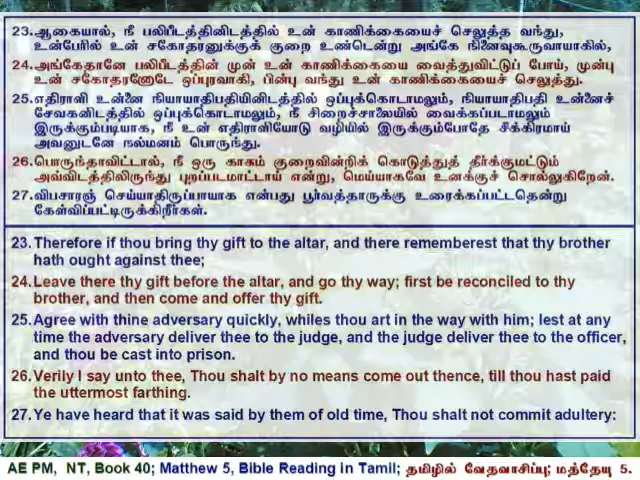 23.ஆகையால், நீ பலிபீடத்தினிடத்தில் உன் காணிக்கையைச் செலுத்த வந்து,
உன்பேரில் உன் சகோதரனுக்குக் குறை உண்டென்று அங்கே நினைவுகூருவாயாகில்,
24.அங்கேதானே பலிபீடத்தின் முன் உன் காணிக்கையை வைத்துவிட்டுப் போய், முன்பு
உன் சகோதரனோடே ஒப்புரவாகி, பின்பு வந்து உன் காணிக்கையைச் செலுத்து.
25.எதிராளி உன்னை நியாயாதிபதியினிடத்தில் ஒப்புக்கொடாமலும், நியாயாதிபதி உன்னைச்
சேவகனிடத்தில் ஒப்புக்கொடாமலும், நீ சிறைச்சாலையில் வைக்கப்படாமலும்
இருக்கும்படியாக, நீ உன் எதிராளியோடு வழியில் இருக்கும்போதே சீக்கிரமாய்
அவனுடனே நல்மனம் பொருந்து.
26.பொருந்தாவிட்டால், நீ ஒரு காசும் குறைவின்றிக் கொடுத்துத் தீர்க்குமட்டும்
அவ்விடத்திலிருந்து புறப்படமாட்டாய் என்று, மெய்யாகவே உனக்குச் சொல்லுகிறேன்.
27.விபசாரஞ் செய்யாதிருப்பாயாக என்பது பூர்வத்தாருக்கு உரைக்கப்பட்டதென்று
கேள்விப்பட்டிருக்கிறீர்கள்.
23.Therefore if thou bring thy gift to the altar, and there rememberest that thy brother
hath ought against thee;
24.Leave there thy gift before the altar, and go thy way; first be reconciled to thy
brother, and then come and offer thy gift.
25.Agree with thine adversary quickly, whiles thou art in the way with him; lest at any
time the adversary deliver thee to the judge, and the judge deliver thee to the officer,
and thou be cast into prison.
26.Verily I say unto thee, Thou shalt by no means come out thence, till thou hast paid
the uttermost farthing.
27.Ye have heard that it was said by them of old time, Thou shalt not commit adultery:
AE PM, NT, Book 40; Matthew 5, Bible Reading in Tamil; தமிழில் வேதவாசிப்பு; மத்தேயு 5.